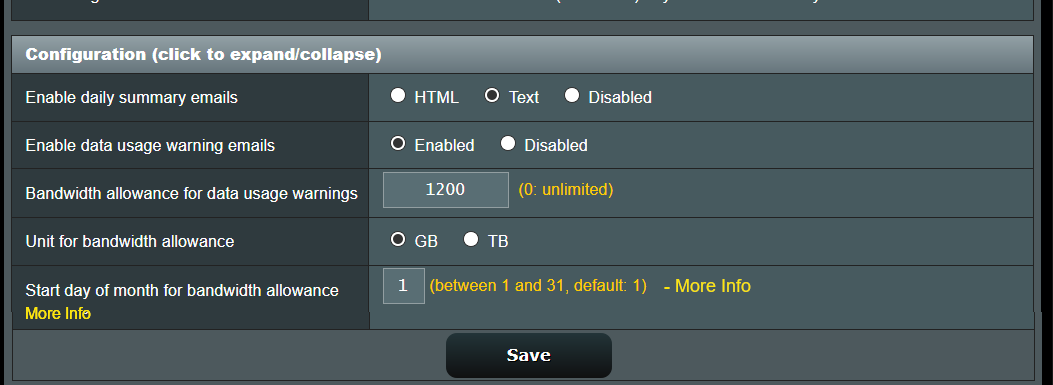 Configuration (click to expand/collapse)
Enable daily summary emails HTML Text Disabled
Enable data usage warning emails Enabled Disabled
Bandwidth allowance for data usage warnings 1200 (0: unlimited)
Unit for bandwidth allowance GB TB
Start day of month for bandwidth allowance 1 (between 1 and 31, default: 1) - More Info
More Info
Save